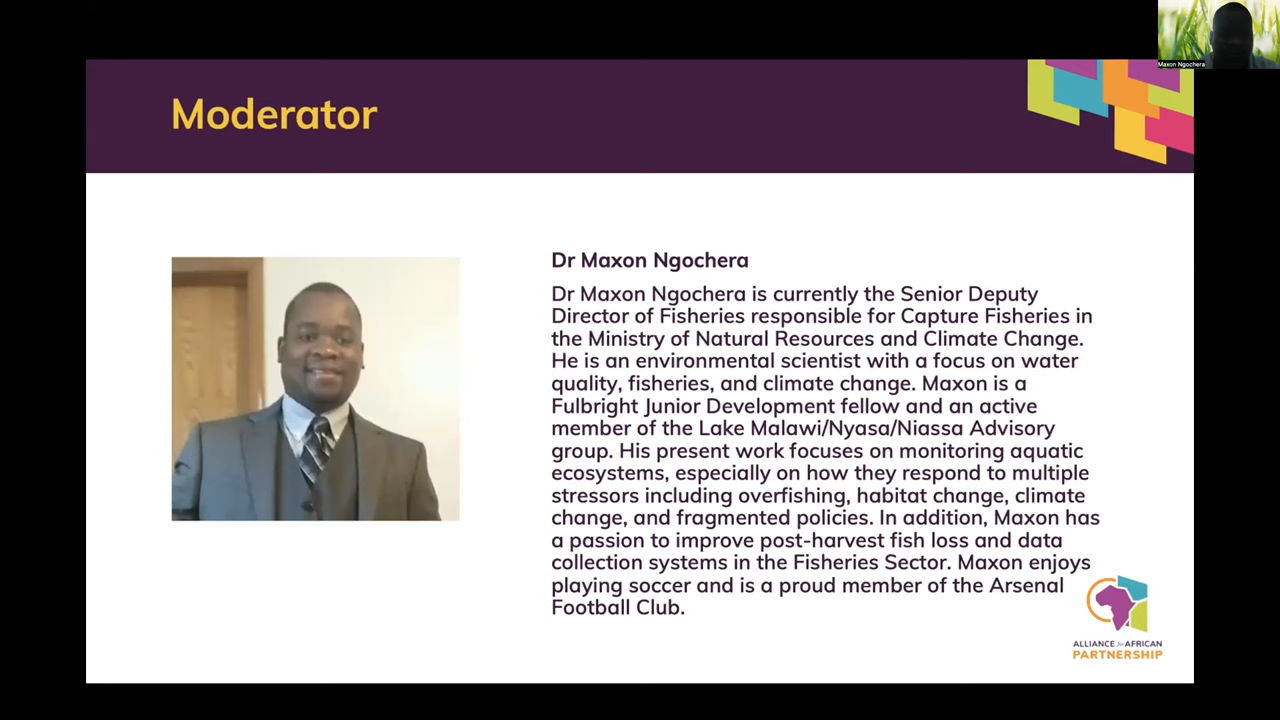 Maxon Ngochera
Moderator
Dr Maxon Ngochera
Dr Maxon Ngochera is currently the Senior Deputy
Director of Fisheries responsible for Capture Fisheries in
the Ministry of Natural Resources and Climate Change.
He is an environmental scientist with a focus on water
quality, fisheries, and climate change. Maxon is a
Fulbright Junior Development fellow and an active
member of the Lake Malawi/Nyasa/Niassa Advisory
group. His present work focuses on monitoring aquatic
ecosystems, especially on how they respond to multiple
stressors including overfishing, habitat change, climate
change, and fragmented policies. In addition, Maxon has
a passion to improve post-harvest fish loss and data
collection systems in the Fisheries Sector. Maxon enjoys
playing soccer and is a proud member of the Arsenal
Football Club.
ALLIANCE for AFRICAN
PARTNERSHIP